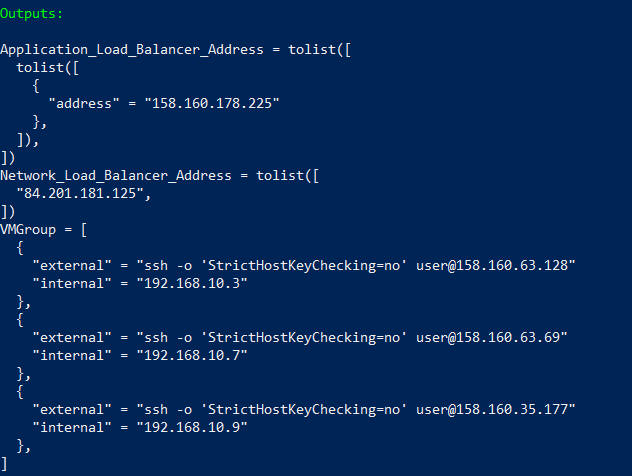 Outputs:

Application_Load_Balancer_Address = tolist([
  tolist([
    {
      "address" = "158.160.178.225"
    },
  ]),
])
Network_Load_Balancer_Address = tolist([
  "84.201.181.125",
])
VMGroup = [
  {
    "external" = "ssh -o 'StrictHostKeyChecking=no' user@158.160.63.128"
    "internal" = "192.168.10.3"
  },
  {
    "external" = "ssh -o 'StrictHostKeyChecking=no' user@158.160.63.69"
    "internal" = "192.168.10.7"
  },
  {
    "external" = "ssh -o 'StrictHostKeyChecking=no' user@158.160.35.177"
    "internal" = "192.168.10.9"
  },
]